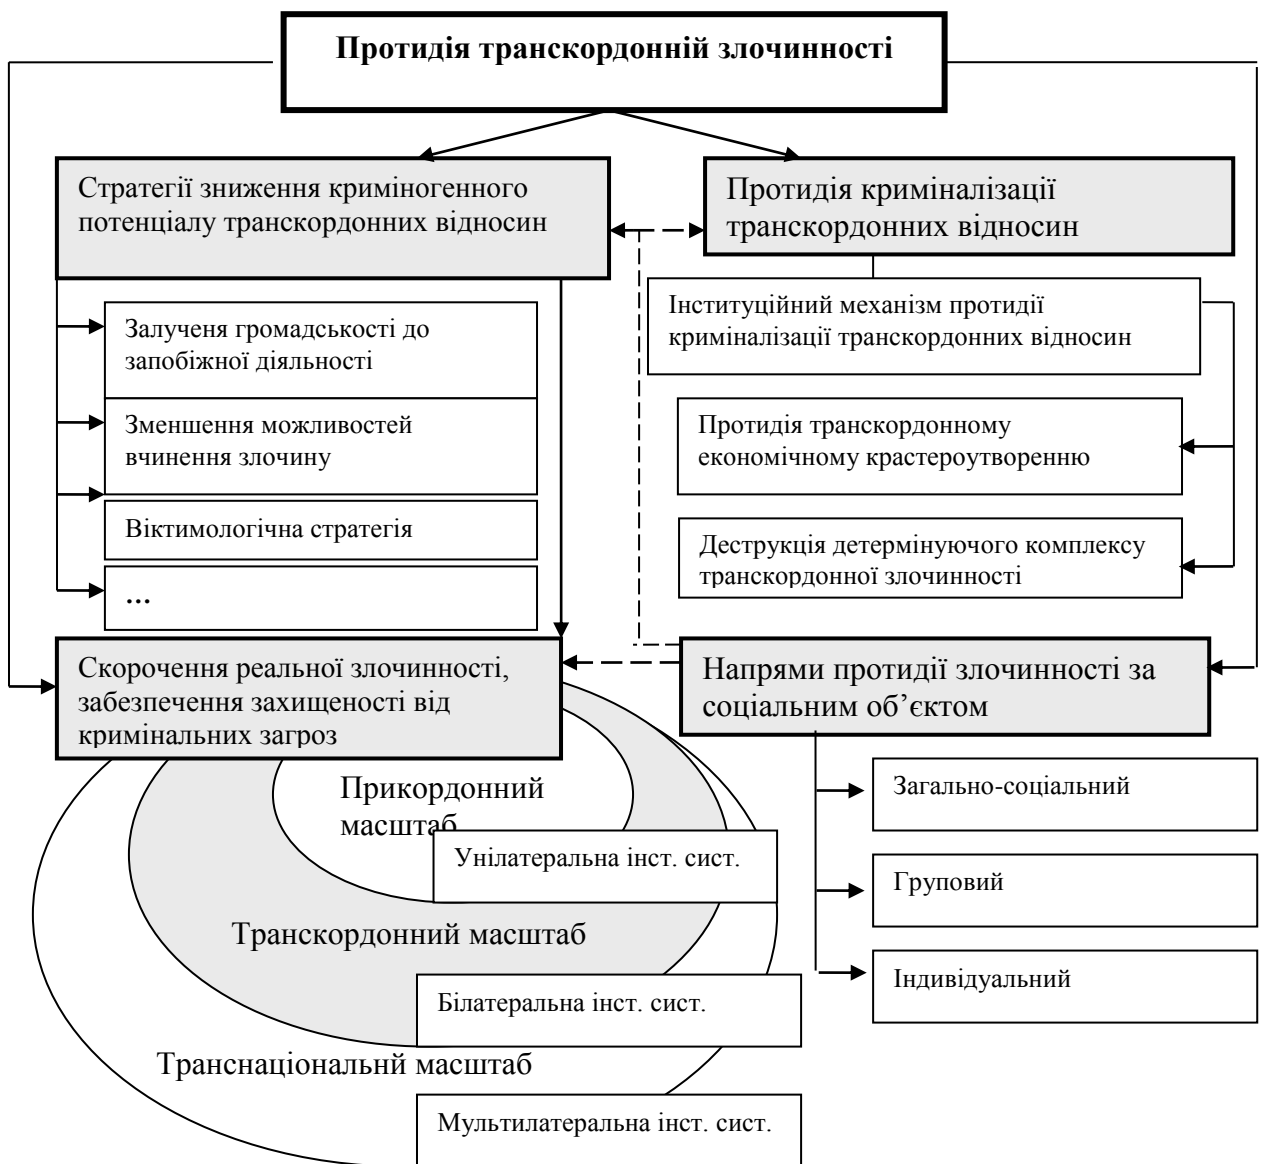 Протидія транскордонній злочинності
Стратегії зниження криміногенного
потенціалу транскордонних відносин
Протидія криміналізації
транскордонних відносин
Залученя громадськості до
запобіжної діяльності
Зменшення можливостей
вчинення злочину
Віктимологічна стратегія
...
Інституційний механізм протидії
криміналізації транскордонних відносин
Протидія транскордонному
економічному крастероутворенню
Деструкція детермінуючого комплексу
транскордонної злочинності
Скорочення реальної злочинності,
забезпечення захищеності від
кримінальних загроз
Напрями протидії злочинності за
соціальним об’єктом
Прикордонний
масштаб
Унілатеральна інст. сист.
Транскордонний масштаб
Білатеральна інст. сист.
Транснаціональнй масштаб
Мультилатеральна інст. сист.
Загально-соціальний
Груповий
Індивідуальний